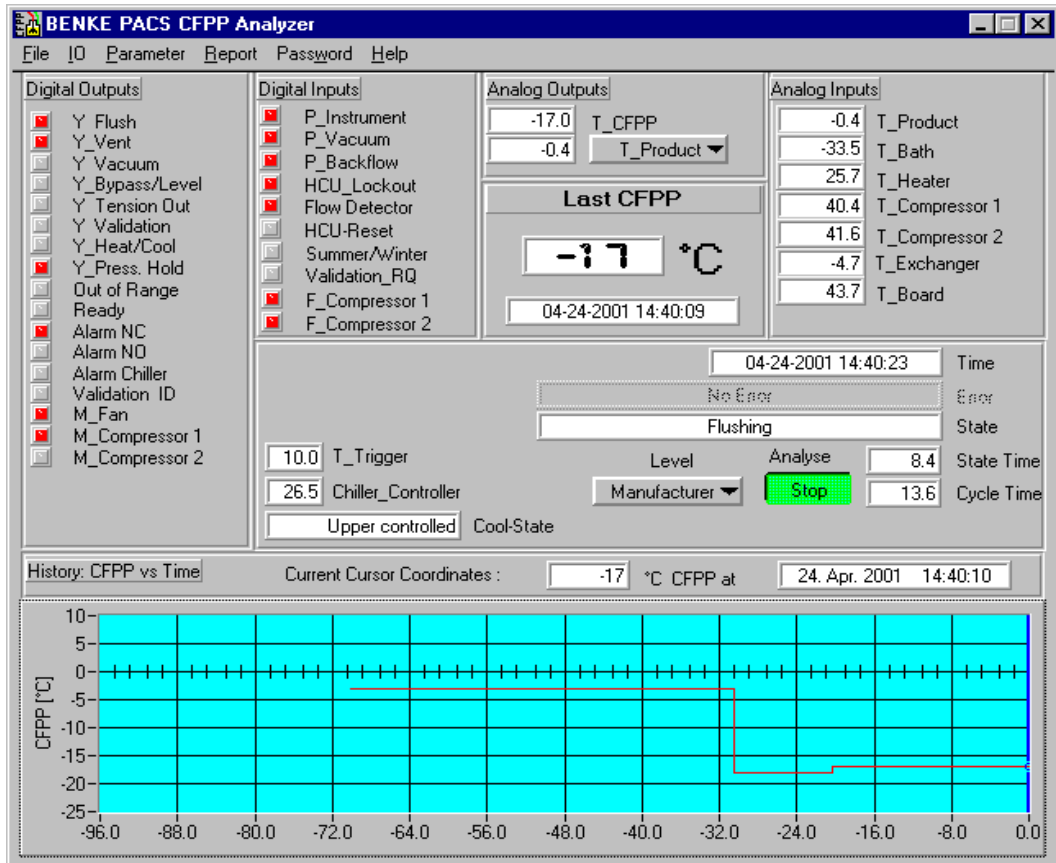 BENKE PACS CFPP Analyzer
File IO Parameter Report Password Help
Digital Outputs
Y Flush
Y_Vent
Y Vacuum
Y_Bypass/Level
Y Tension Out
Y Validation
Y_Heat/Cool
Y_Press. Hold
Out of Range
Ready
Alarm NC
Alarm NO
Alarm Chiller
Validation ID
M_Fan
M_Compressor 1
M_Compressor 2
Digital Inputs
P_Instrument
P_Vacuum
P_Backflow
HCU_Lockout
Flow Detector
HCU-Reset
Summer/Winter
Validation_RQ
F_Compressor 1
F_Compressor 2
Analog Outputs
-17.0 T_CFPP
-0.4 T_Product
Last CFPP
-17 °C
04-24-2001 14:40:09
Analog Inputs
-0.4 T_Product
-33.5 T_Bath
25.7 T_Heater
40.4 T_Compressor 1
41.6 T_Compressor 2
-4.7 T_Exchanger
43.7 T_Board
04-24-2001 14:40:23 Time
No Error Error
Flushing State
10.0 T_Trigger
26.5 Chiller_Controller
Upper controlled Cool-State
Level
Manufacturer
Analyse
Stop
8.4 State Time
13.6 Cycle Time
History: CFPP vs Time
Current Cursor Coordinates : -17 °C CFPP at 24. Apr. 2001 14:40:10
CFPP [°C]
10
5
0
-5
-10
-15
-20
-25
-96.0 -88.0 -80.0 -72.0 -64.0 -56.0 -48.0 -40.0 -32.0 -24.0 -16.0 -8.0 0.0